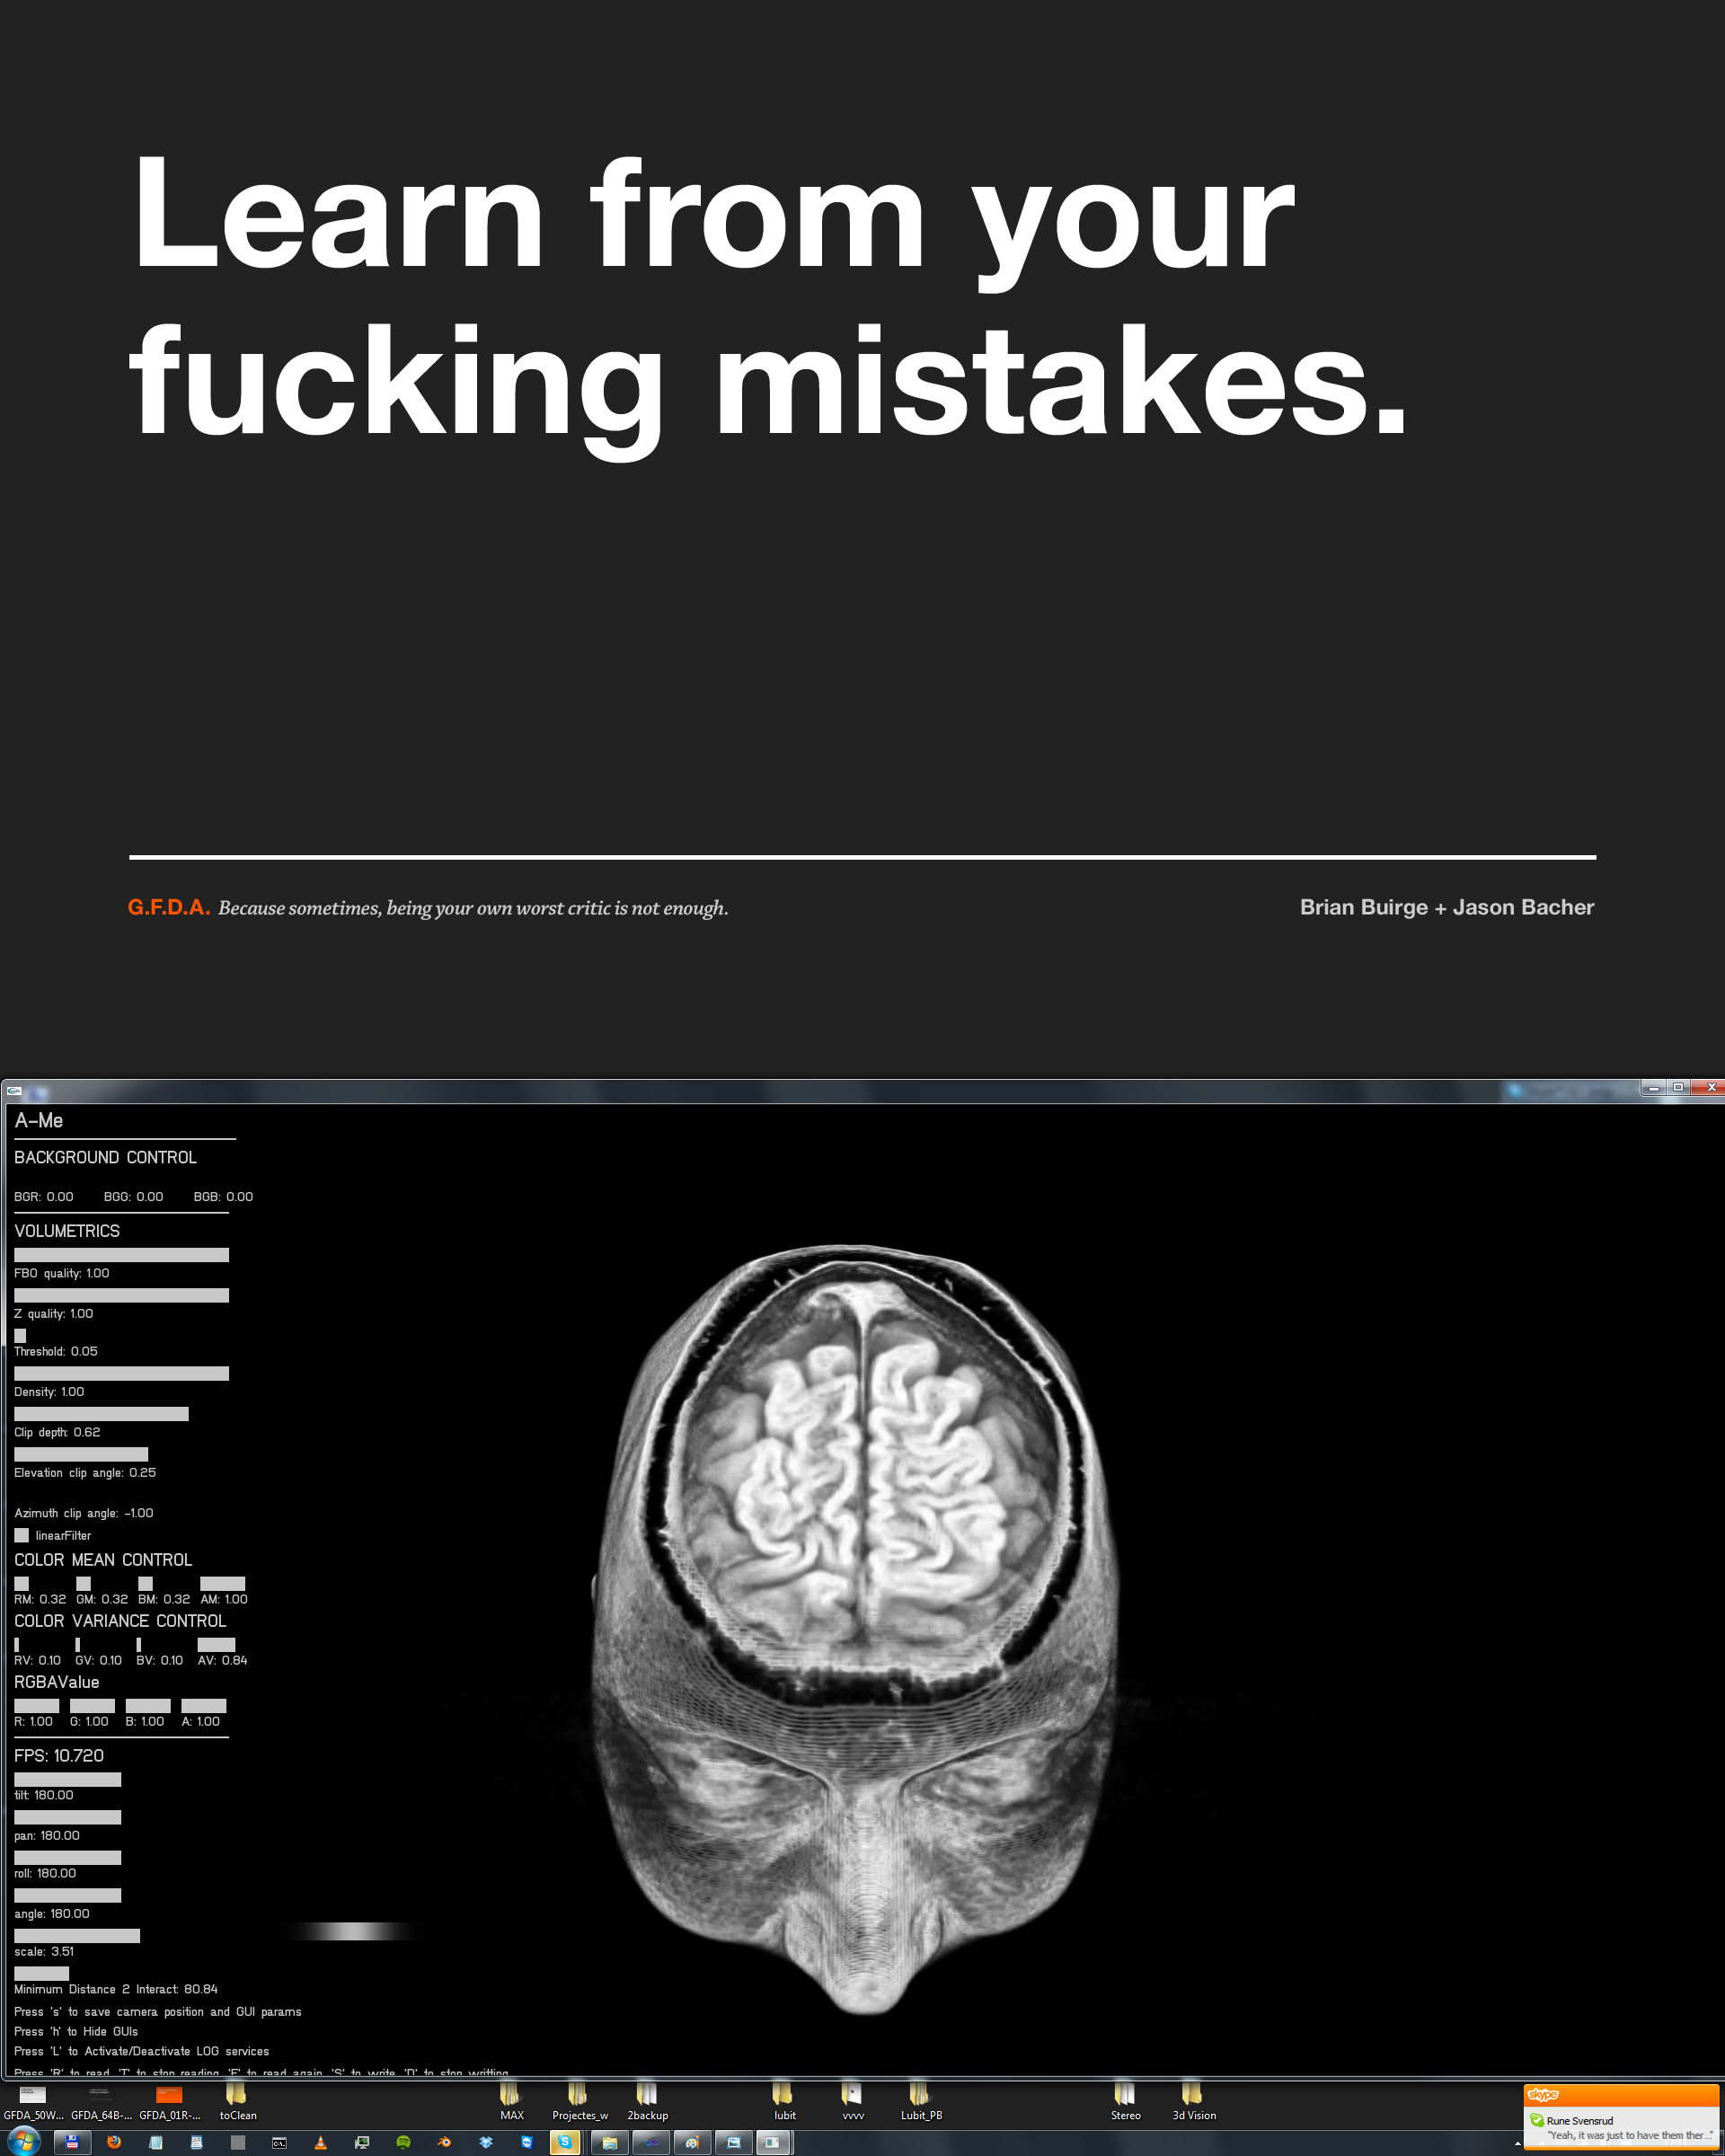 Learn from your
fucking mistakes.
G.F.D.A. Because sometimes, being your own worst critic is not enough.
Brian Buirge + Jason Bacher
A-Me
BACKGROUND CONTROL
BGR: 0.00 BGG: 0.00 BGB: 0.00
VOLUMETRICS
FBO quality: 1.00
Z quality: 1.00
Threshold: 0.05
Density: 1.00
Clip depth: 0.62
Elevation clip angle: 0.25
Azimuth clip angle: -1.00
linearFilter
COLOR MEAN CONTROL
RM: 0.32 GM: 0.32 BM: 0.32 AM: 1.00
COLOR VARIANCE CONTROL
RV: 0.10 GV: 0.10 BV: 0.10 AV: 0.84
RGBAValue
R: 1.00 G: 1.00 B: 1.00 A: 1.00
FPS: 10.720
tilt: 180.00
pan: 180.00
roll: 180.00
angle: 180.00
scale: 3.51
Minimum Distance 2 Interact: 80.84
Press 's' to save camera position and GUI params
Press 'h' to Hide GUIs
Press 'L' to Activate/Deactivate LOG services
Press 'R' to read, 'T' to stop reading, 'F' to read again, 'S' to write, 'D' to stop writting
GFDA_50W... GFDA_64B-... GFDA_01R-... toClean MAX Projectes_w 2backup lubit vvvv Lubit_PB Stereo 3d Vision
skype
Rune Svensrud
"Yeah, it was just to have them ther..."